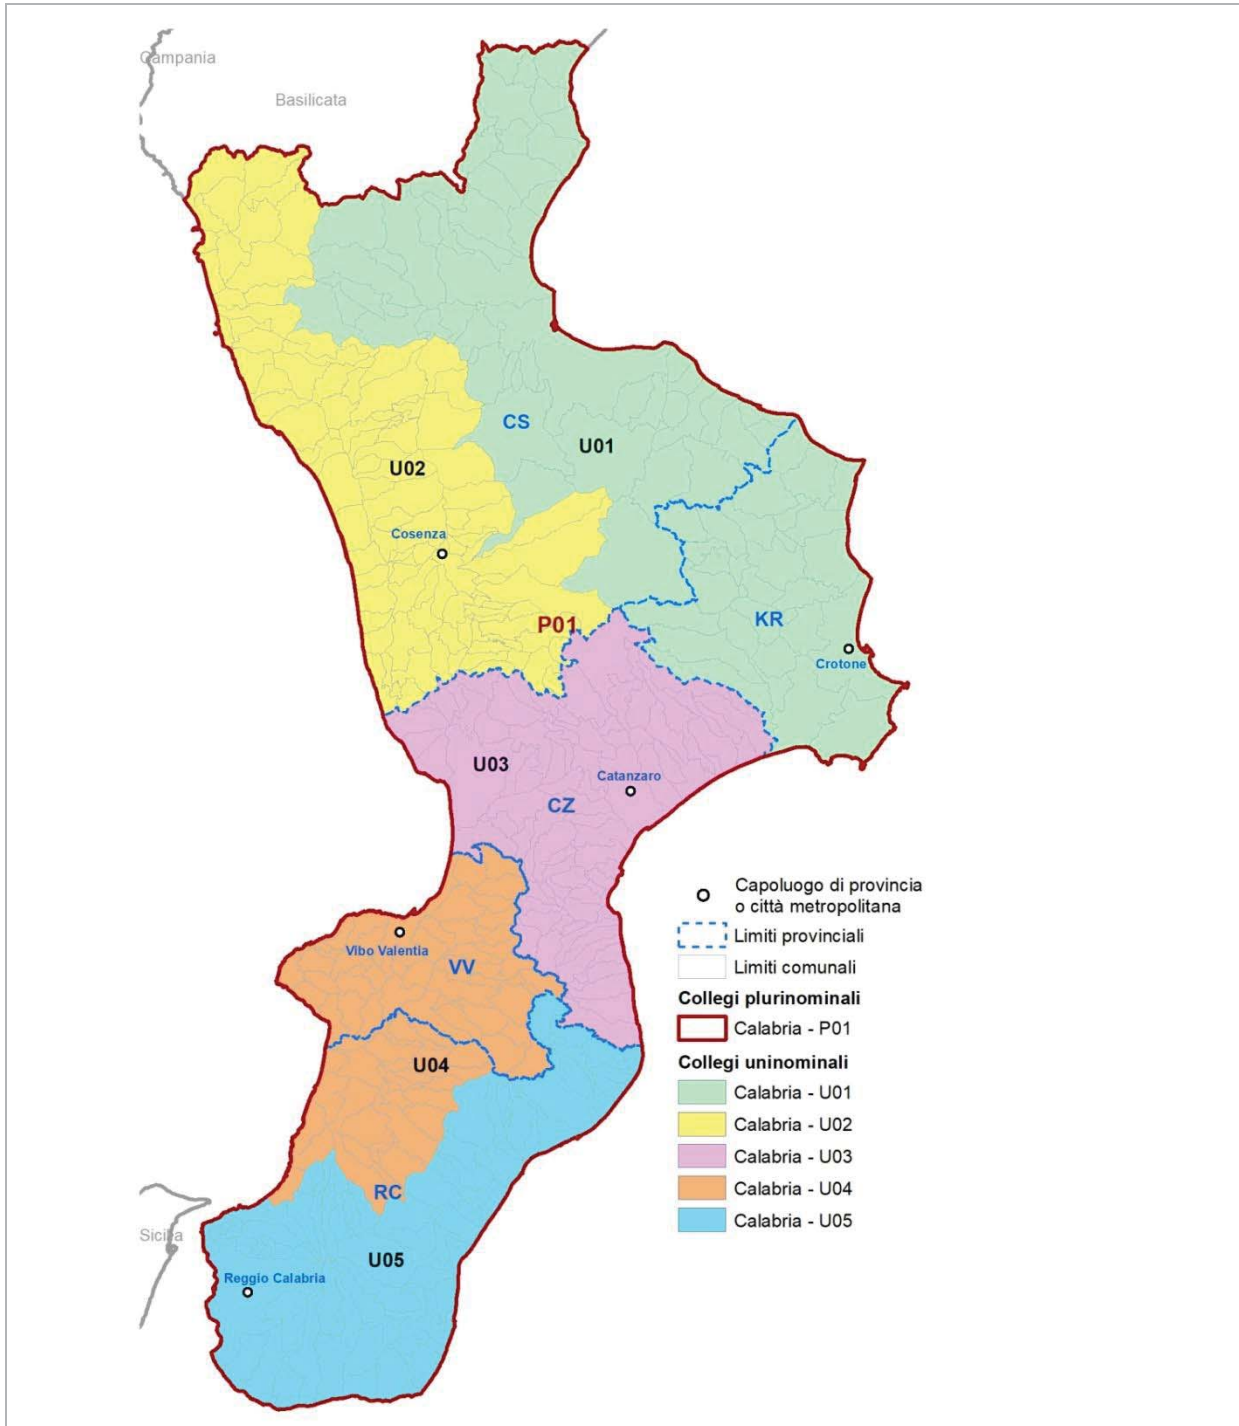 Campania
Basilicata
CS
U01
U02
Cosenza
P01
KR
Crotone
U03
Catanzaro
CZ
Vibo Valentia
VV
U04
RC
Sicilia
U05
Reggio Calabria
Capoluogo di provincia
o città metropolitana
Limiti provinciali
Limiti comunali
Collegi plurinominali
Calabria - P01
Collegi uninominali
Calabria - U01
Calabria - U02
Calabria - U03
Calabria - U04
Calabria - U05